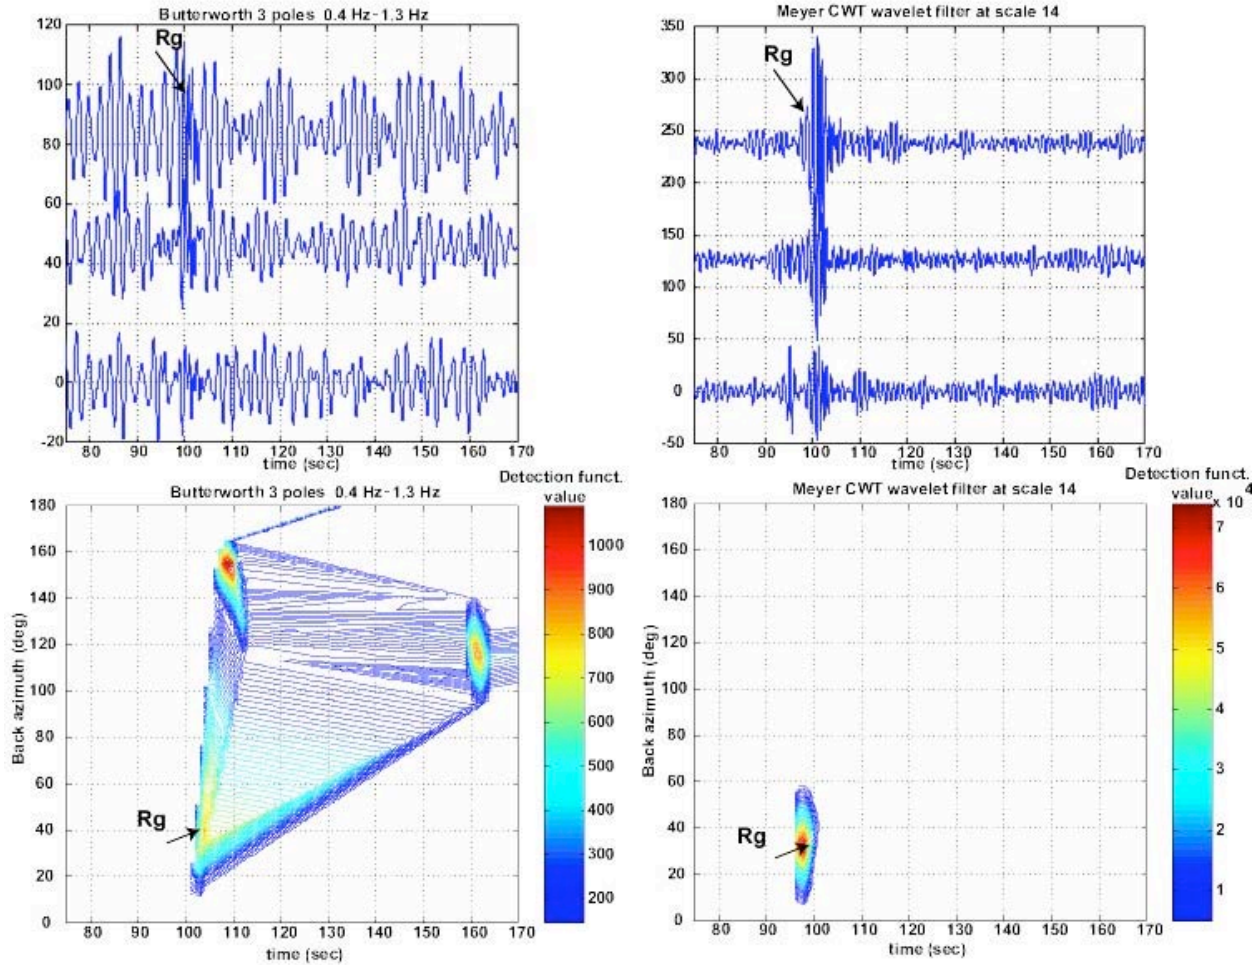 Butterworth 3 poles 0.4 Hz-1.3 Hz
Rg
120
100
80
60
40
20
0
-20
80 90 100 110 120 130 140 150 160 170
time (sec)
Meyer CWT wavelet filter at scale 14
Rg
350
300
250
200
150
100
50
0
-50
80 90 100 110 120 130 140 150 160 170
time (sec)
Butterworth 3 poles 0.4 Hz-1.3 Hz
Detection funct.
value
180
160
140
120
100
80
60
40
20
0
Back azimuth (deg)
Rg
80 90 100 110 120 130 140 150 160 170
time (sec)
1000
900
800
700
600
500
400
300
200
Meyer CWT wavelet filter at scale 14
Detection funct.
value x 10 4
180
160
140
120
100
80
60
40
20
0
Back azimuth (deg)
Rg
80 90 100 110 120 130 140 150 160 170
time (sec)
7
6
5
4
3
2
1